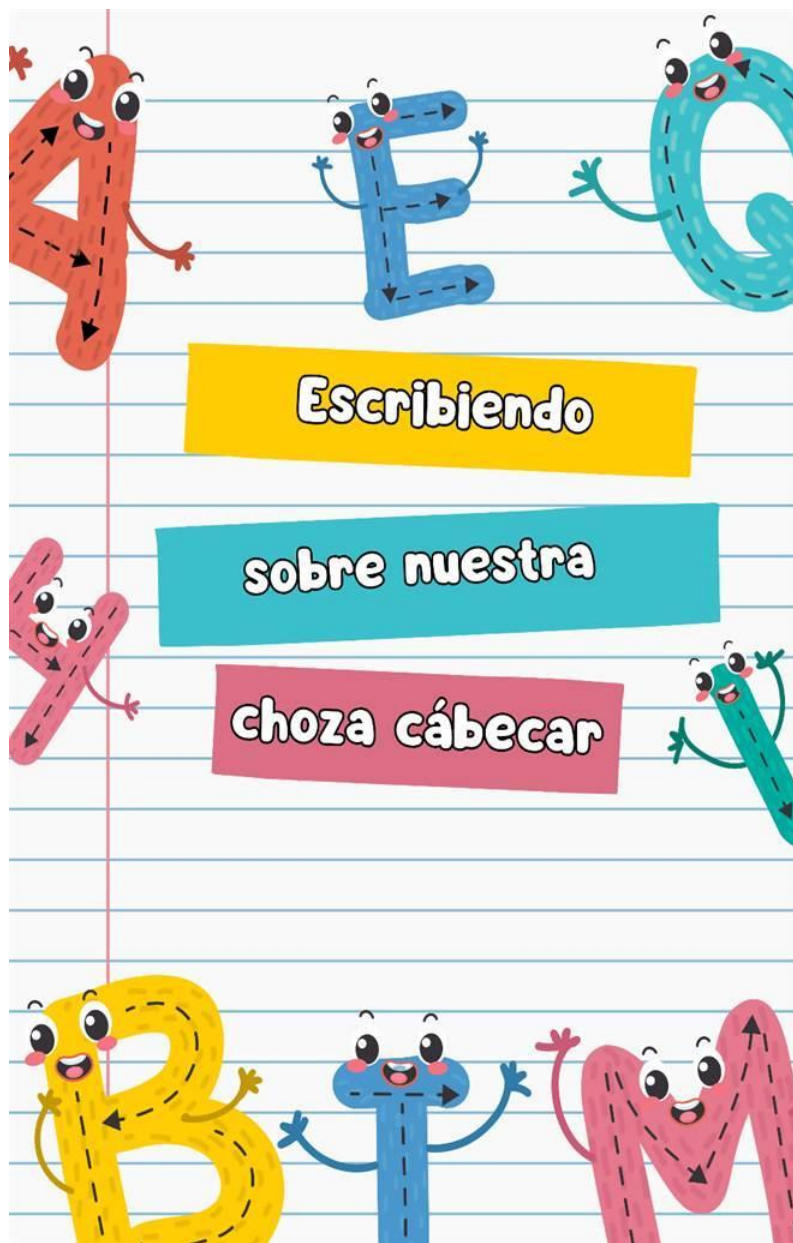 A E Q
Escribiendo
sobre nuestra
Y
choza cábecar
I
B T M